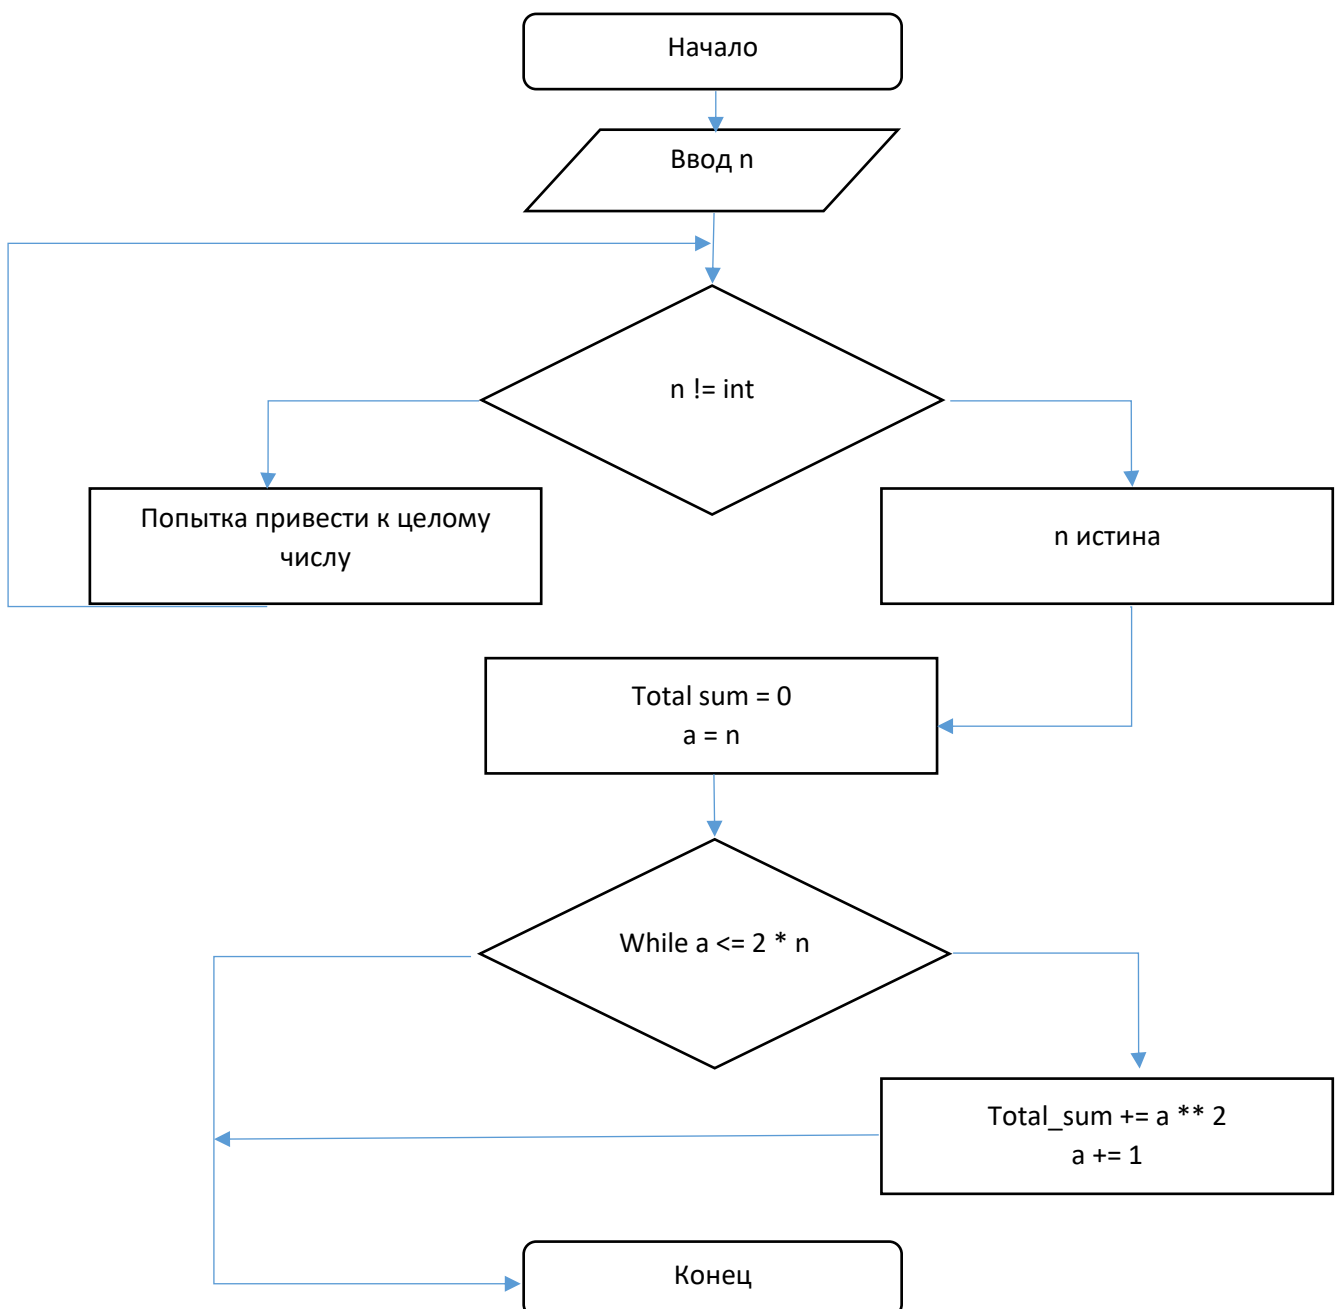 Начало
Ввод n
n != int
Попытка привести к целому
числу
n истина
Total sum = 0
a = n
While a <= 2 * n
Total_sum += a ** 2
a += 1
Конец